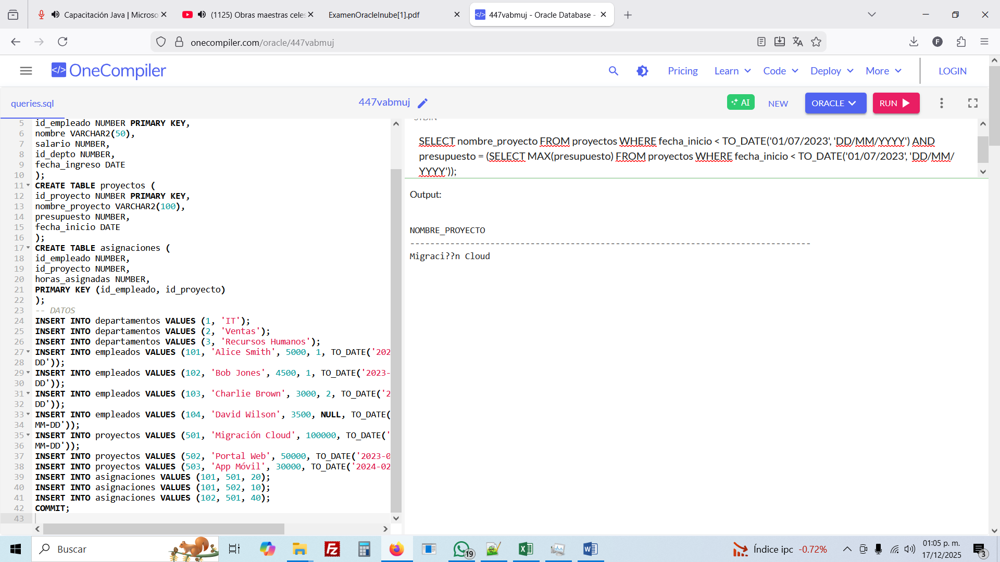 Capacitación Java | Microso
(1125) Obras maestras celes
ExamenOracleInube[1].pdf
447vabmuj - Oracle Database -
onecompiler.com/oracle/447vabmuj
F
</> OneCompiler
Pricing
Learn
Code
Deploy
More
LOGIN
queries.sql
447vabmuj
AI
NEW
ORACLE
RUN
5 id_empleado NUMBER PRIMARY KEY,
6 nombre VARCHAR2(50),
7 salario NUMBER,
8 id_depto NUMBER,
9 fecha_ingreso DATE
10 );
11 CREATE TABLE proyectos (
12 id_proyecto NUMBER PRIMARY KEY,
13 nombre_proyecto VARCHAR2(100),
14 presupuesto NUMBER,
15 fecha_inicio DATE
16 );
17 CREATE TABLE asignaciones (
18 id_empleado NUMBER,
19 id_proyecto NUMBER,
20 horas_asignadas NUMBER,
21 PRIMARY KEY (id_empleado, id_proyecto)
22 );
23 -- DATOS
24 INSERT INTO departamentos VALUES (1, 'IT');
25 INSERT INTO departamentos VALUES (2, 'Ventas');
26 INSERT INTO departamentos VALUES (3, 'Recursos Humanos');
27 INSERT INTO empleados VALUES (101, 'Alice Smith', 5000, 1, TO_DATE('202
28 DD'));
29 INSERT INTO empleados VALUES (102, 'Bob Jones', 4500, 1, TO_DATE('2023-
30 DD'));
31 INSERT INTO empleados VALUES (103, 'Charlie Brown', 3000, 2, TO_DATE('2
32 DD'));
33 INSERT INTO empleados VALUES (104, 'David Wilson', 3500, NULL, TO_DATE(
34 MM-DD'));
35 INSERT INTO proyectos VALUES (501, 'Migración Cloud', 100000, TO_DATE('
36 MM-DD'));
37 INSERT INTO proyectos VALUES (502, 'Portal Web', 50000, TO_DATE('2023-0
38 INSERT INTO proyectos VALUES (503, 'App Móvil', 30000, TO_DATE('2024-02
39 INSERT INTO asignaciones VALUES (101, 501, 20);
40 INSERT INTO asignaciones VALUES (101, 502, 10);
41 INSERT INTO asignaciones VALUES (102, 501, 40);
42 COMMIT;
43
STDIN
SELECT nombre_proyecto FROM proyectos WHERE fecha_inicio < TO_DATE('01/07/2023', 'DD/MM/YYYY') AND
presupuesto = (SELECT MAX(presupuesto) FROM proyectos WHERE fecha_inicio < TO_DATE('01/07/2023', 'DD/MM/
YYYY'));
Output:
NOMBRE_PROYECTO
--------------------------------------------------------------------------------
Migraci??n Cloud
Buscar
19
Índice ipc -0.72%
01:05 p. m.
17/12/2025
3